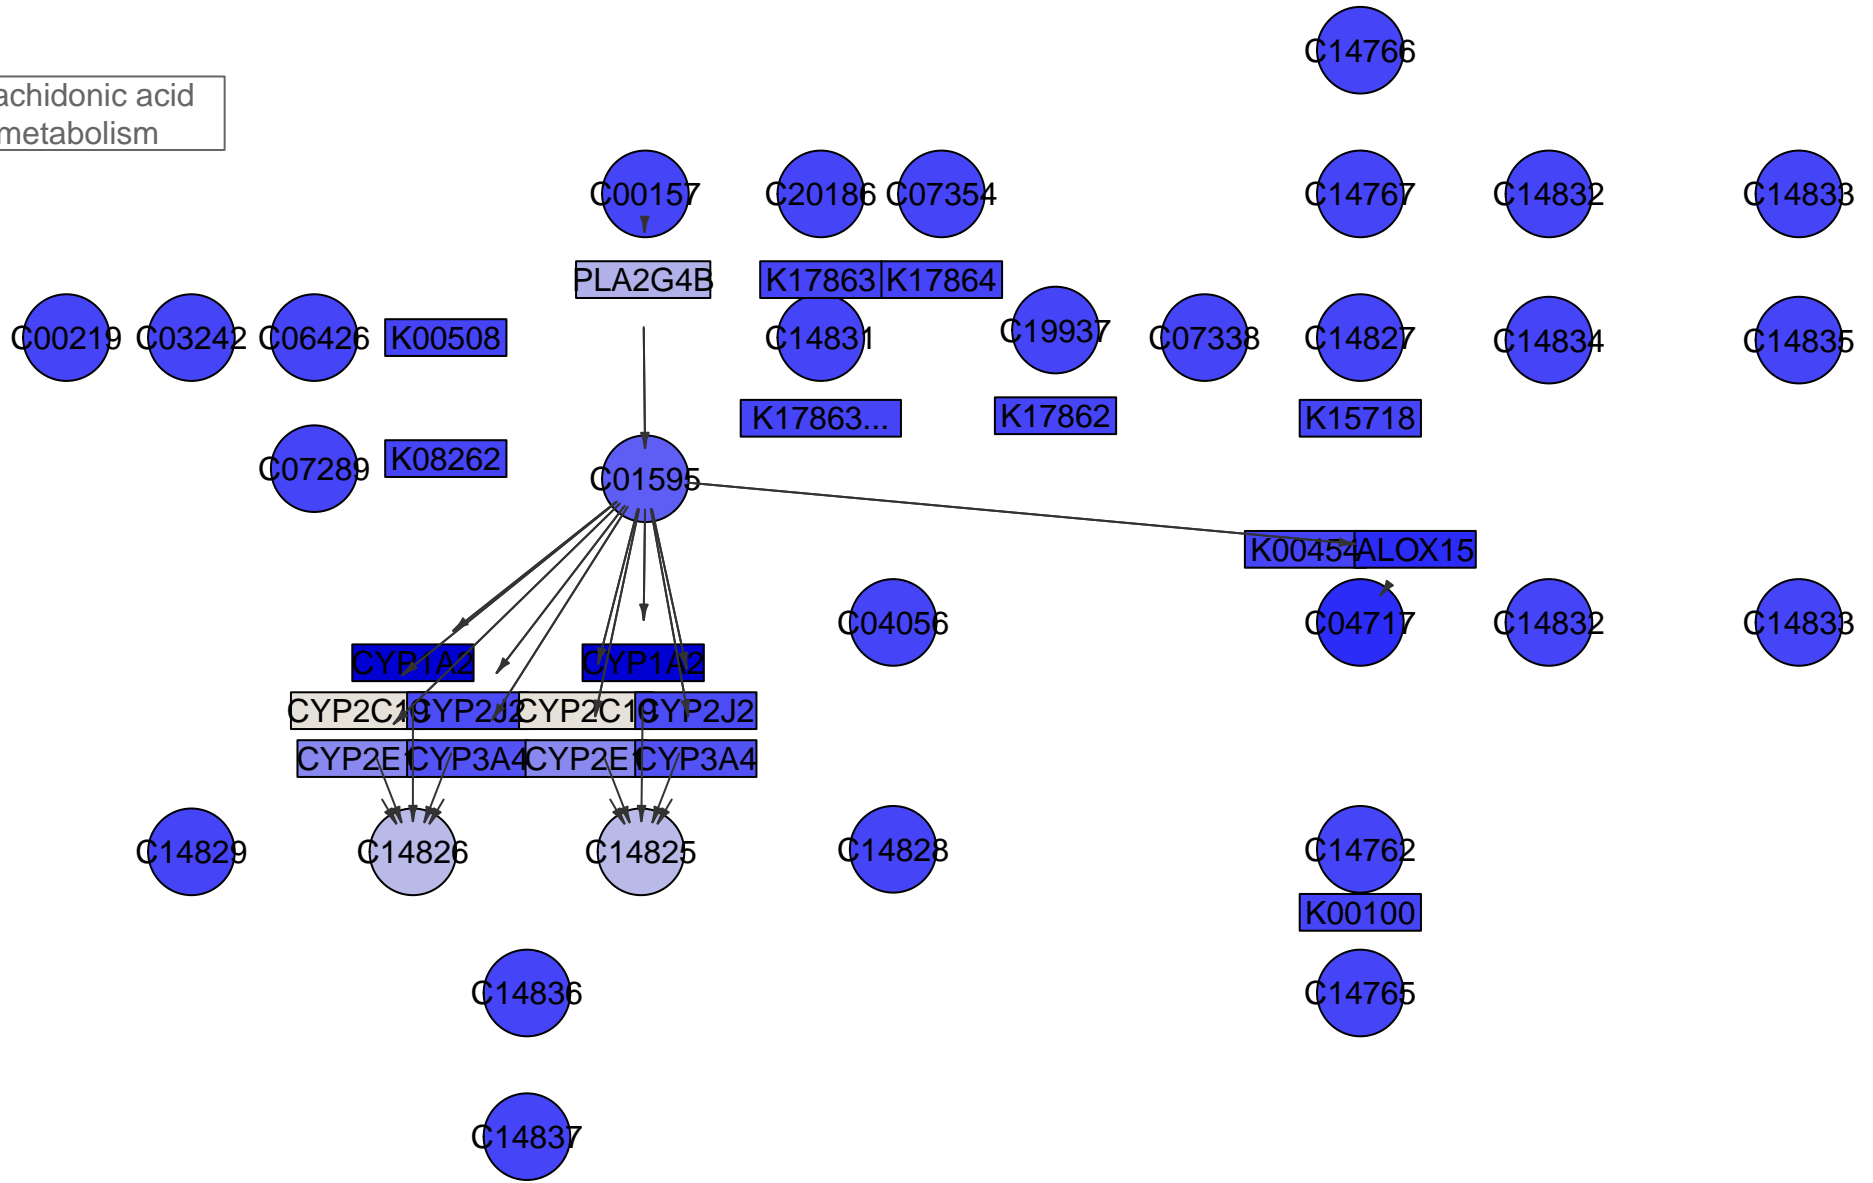 C14766
achidonic acid
metabolism
C00157
C20186
C07354
C14767
C14832
C14833
PLA2G4B
K17863
K17864
C00219
C03242
C06426
K00508
C14831
C19937
C07338
C14827
C14834
C14835
K17863...
K17862
K15718
C07289
K08262
C01595
K00454
ALOX15
C04056
C04717
C14832
C14833
CYP1A2
CYP1A2
CYP2C19
CYP2J2
CYP2C19
CYP2J2
CYP2E1
CYP3A4
CYP2E1
CYP3A4
C14829
C14826
C14825
C14828
C14762
K00100
C14836
C14765
C14837